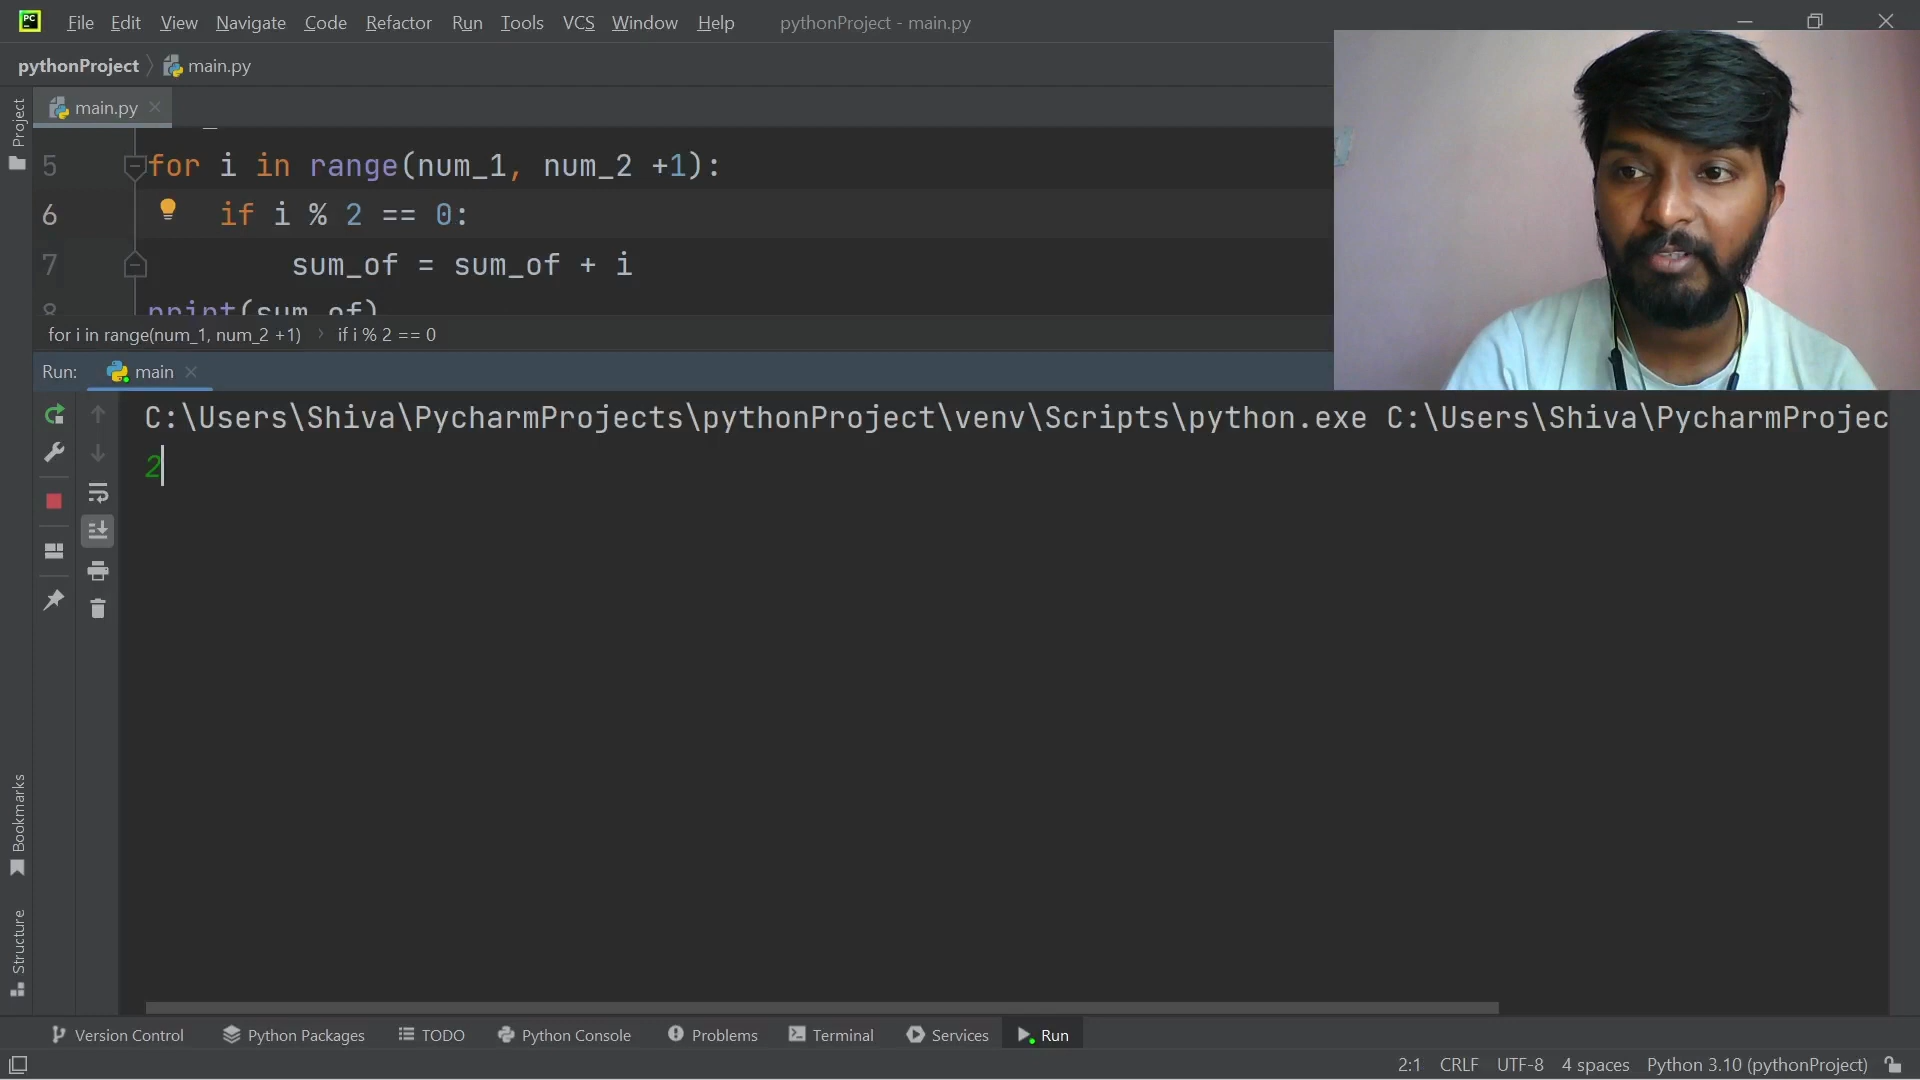 PC File Edit View Navigate Code Refactor Run Tools VCS Window Help pythonProject - main.py
pythonProject main.py
Project
main.py
5 for i in range(num_1, num_2 +1):
6 if i % 2 == 0:
7 sum_of = sum_of + i
8 print(sum_of)
for i in range(num_1, num_2 +1) if i % 2 == 0
Run: main
C:\Users\Shiva\PycharmProjects\pythonProject\venv\Scripts\python.exe C:\Users\Shiva\PycharmProjec
2
Bookmarks
Structure
Version Control Python Packages TODO Python Console Problems Terminal Services Run
2:1 CRLF UTF-8 4 spaces Python 3.10 (pythonProject)